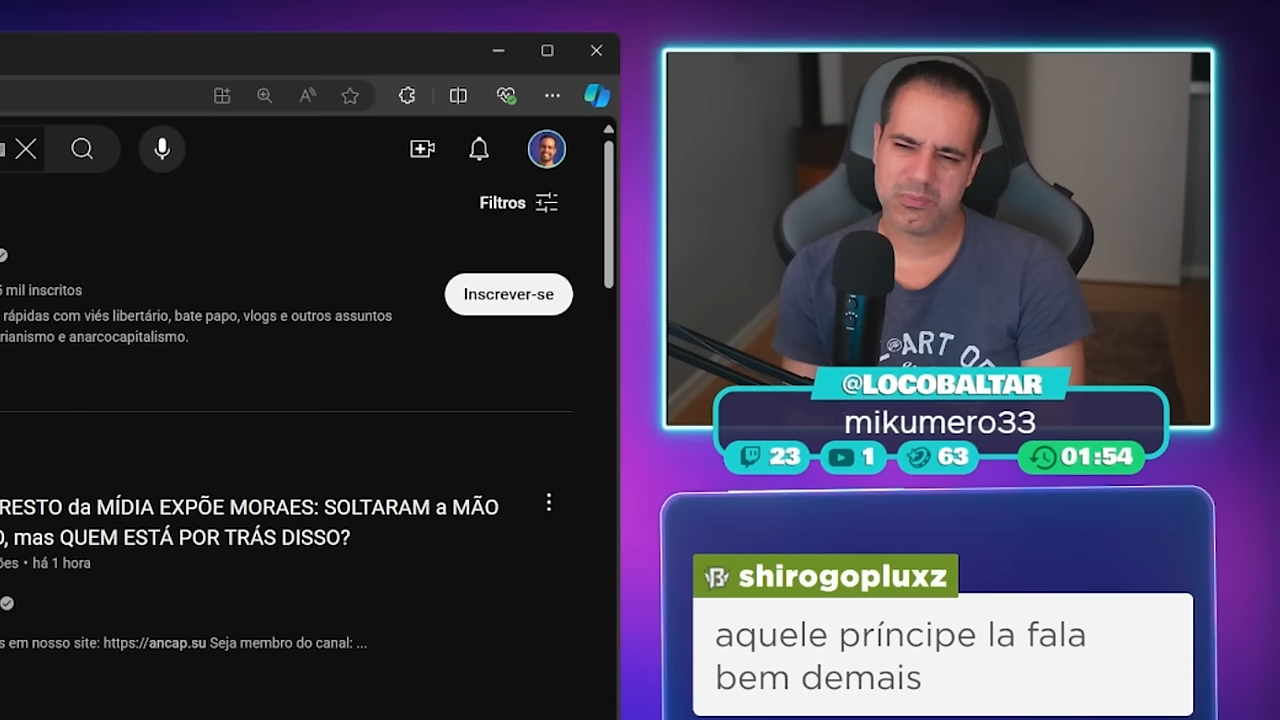 Filtros
mil inscritos
Inscrever-se
rápidas com viés libertário, bate papo, vlogs e outros assuntos
rianismo e anarcocapitalismo.
RESTO da MÍDIA EXPÕE MORAES: SOLTARAM a MÃO
O, mas QUEM ESTÁ POR TRÁS DISSO?
ões • há 1 hora
s em nosso site: https://ancap.su Seja membro do canal: ...
ART OF
@LOCOBALTAR
mikumero33
23 1 63 01:54
shirogopluxz
aquele príncipe la fala
bem demais